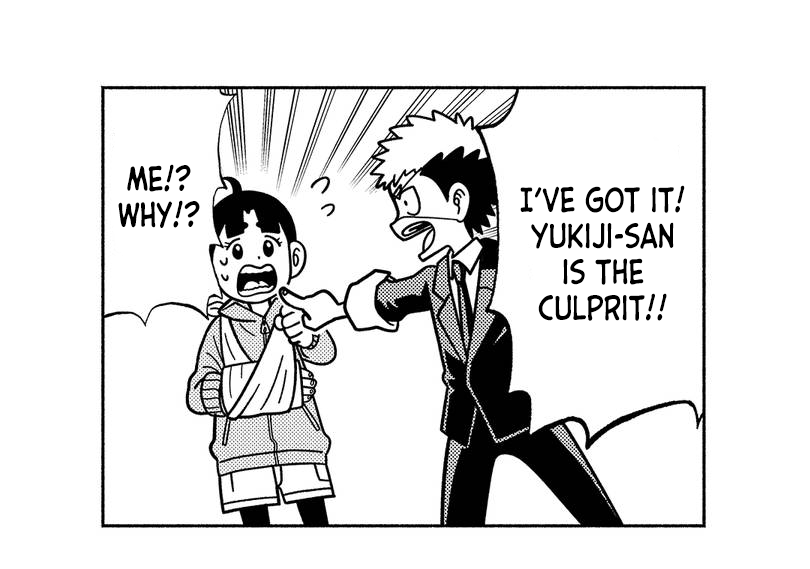 I'VE GOT IT!
YUKIJI-SAN
IS THE
CULPRIT!!
ME!?
WHY!?